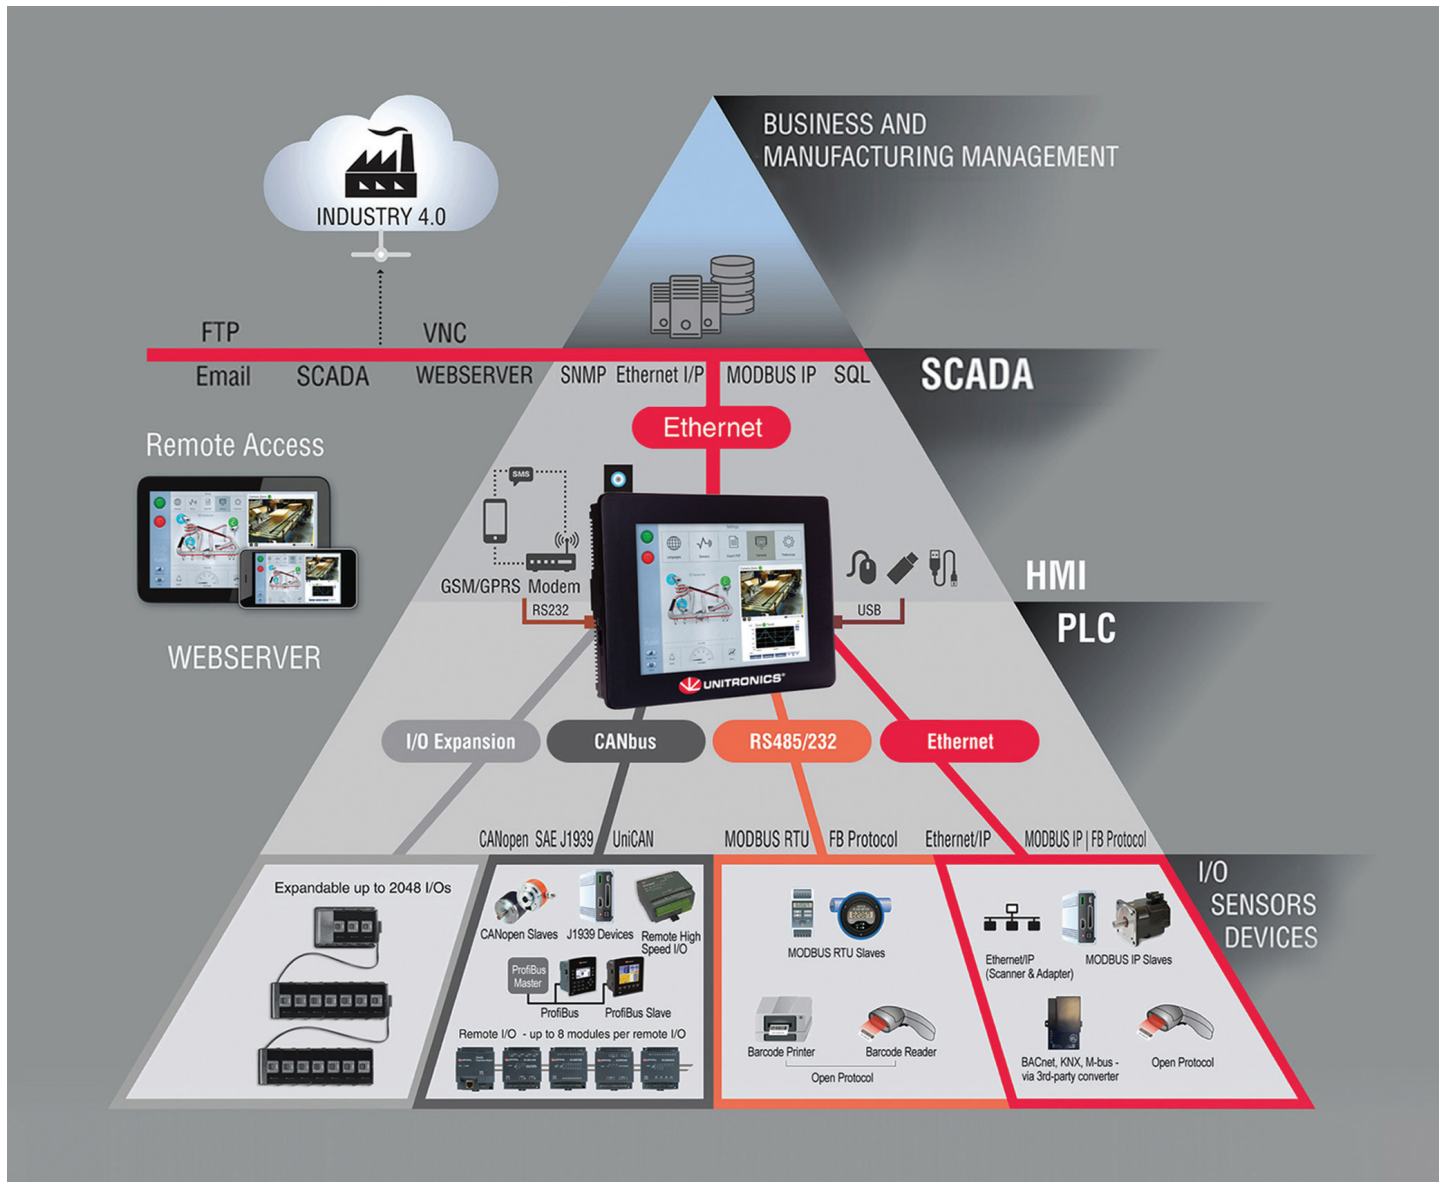 BUSINESS AND
MANUFACTURING MANAGEMENT
INDUSTRY 4.0
FTP
VNC
Email
SCADA
WEBSERVER
SNMP
Ethernet I/P
MODBUS IP
SQL
SCADA
Ethernet
Remote Access
SMS
GSM/GPRS Modem
RS232
USB
HMI
PLC
WEBSERVER
UNITRONICS
I/O Expansion
CANbus
RS485/232
Ethernet
CANopen
SAE J1939
UniCAN
MODBUS RTU
FB Protocol
Ethernet/IP
MODBUS IP | FB Protocol
I/O
SENSORS
DEVICES
Expandable up to 2048 I/Os
CANopen Slaves
J1939 Devices
Remote High
Speed I/O
ProfiBus
Master
ProfiBus
ProfiBus Slave
Remote I/O - up to 8 modules per remote I/O
MODBUS RTU Slaves
Barcode Printer
Barcode Reader
Open Protocol
Ethernet/IP
(Scanner & Adapter)
MODBUS IP Slaves
BACnet, KNX, M-bus -
via 3rd-party converter
Open Protocol